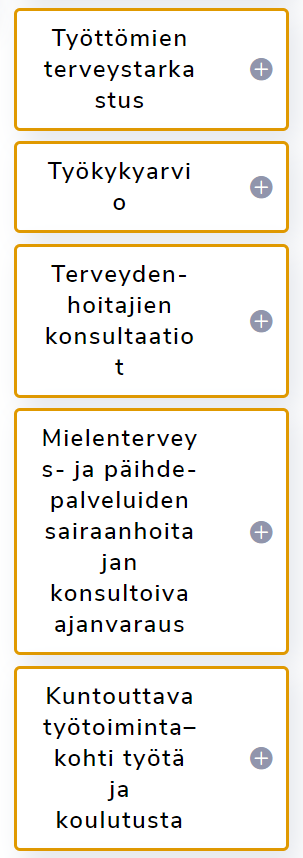 Työttömien
terveystarka
stus
Työkykyarvi
o
Terveyden-
hoitajien
konsultaatio
t
Mielentervey
s- ja päihde-
palveluiden
sairaanhoita
jan
konsultoiva
ajanvaraus
Kuntouttava
työtoiminta–
kohti työtä
ja
koulutusta